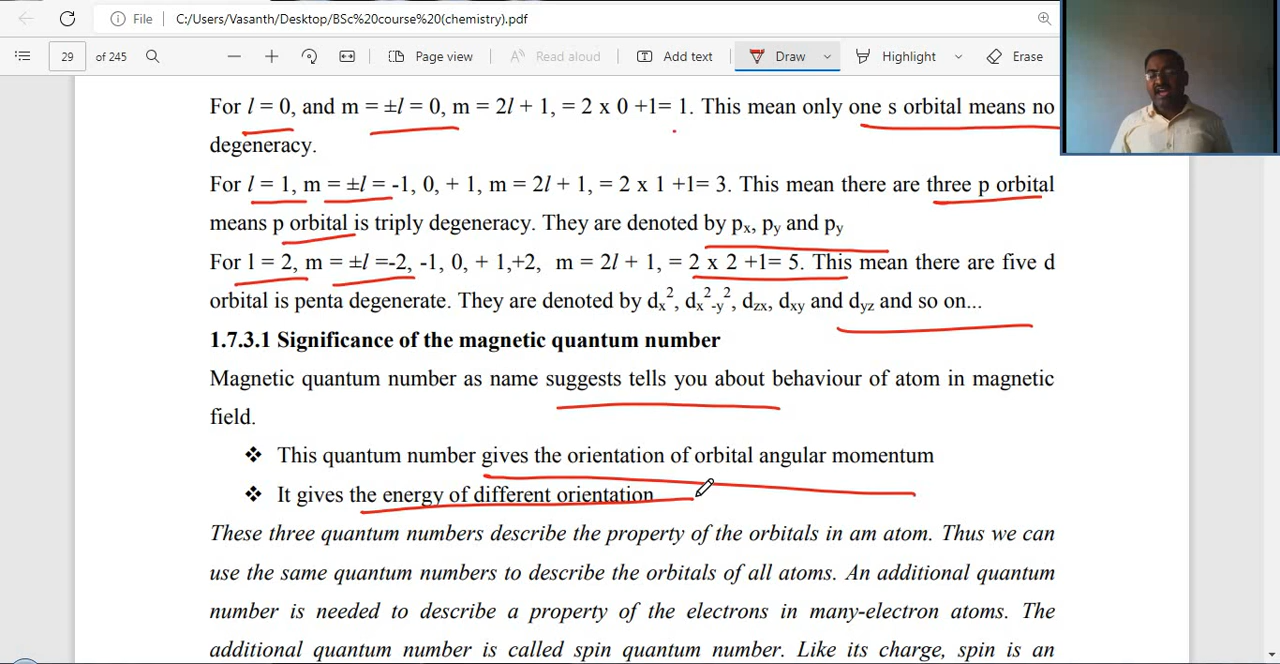 File C:/Users/Vasanth/Desktop/BSc%20course%20(chemistry).pdf
29 of 245 Page view Read aloud Add text Draw Highlight Erase
For l = 0, and m = ±l = 0, m = 2l + 1, = 2 x 0 +1= 1. This mean only one s orbital means no
degeneracy.
For l = 1, m = ±l = -1, 0, + 1, m = 2l + 1, = 2 x 1 +1= 3. This mean there are three p orbital
means p orbital is triply degeneracy. They are denoted by px, py and py
For l = 2, m = ±l =-2, -1, 0, + 1,+2, m = 2l + 1, = 2 x 2 +1= 5. This mean there are five d
orbital is penta degenerate. They are denoted by dx², dx²-y², dzx, dxy and dyz and so on...
1.7.3.1 Significance of the magnetic quantum number
Magnetic quantum number as name suggests tells you about behaviour of atom in magnetic
field.
❖ This quantum number gives the orientation of orbital angular momentum
❖ It gives the energy of different orientation
These three quantum numbers describe the property of the orbitals in am atom. Thus we can
use the same quantum numbers to describe the orbitals of all atoms. An additional quantum
number is needed to describe a property of the electrons in many-electron atoms. The
additional quantum number is called spin quantum number. Like its charge, spin is an